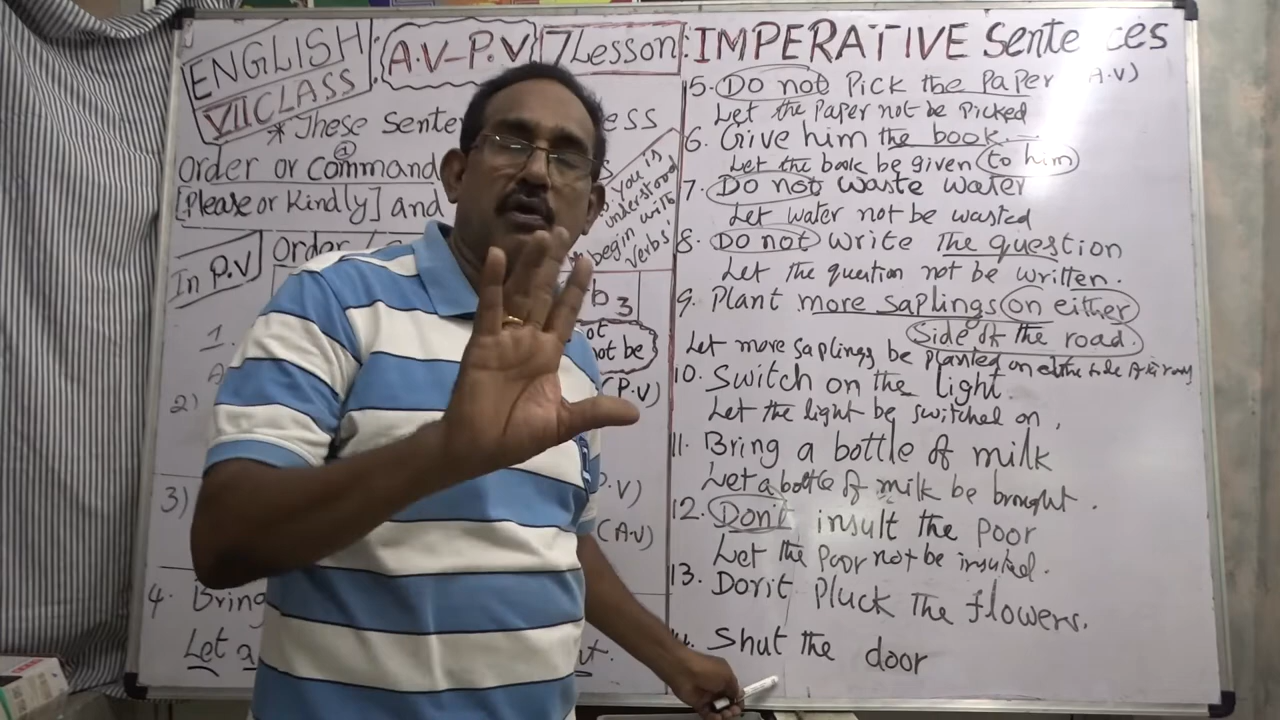 ENGLISH
VII CLASS
A.V-P.V
7 Lesson
* These Sente ess
Order or Command
[Please or Kindly] and
you is
understood
begin with
Verbs
In P.V
Order /
b3
ot
not be
1.
A
2)
(P.V)
3)
P.V)
(A.V)
4. Bring
Let a t.
IMPERATIVE Sentences
5. Do not Pick the Paper (A.V)
Let the Paper not be Picked
6. Give him the book.
Let the book be given to him
7. Do not waste water
Let water not be wasted
8. Do not write The question
Let the question not be written.
9. Plant more saplings on either
Side of the road.
Let more saplings be planted on
10. Switch on the Light.
Let the light be switched on.
11. Bring a bottle of milk
Let a bottle of milk be brought.
12. Don't insult the Poor
Let the Poor not be insulted.
13. Don't Pluck The flowers.
14. Shut the door